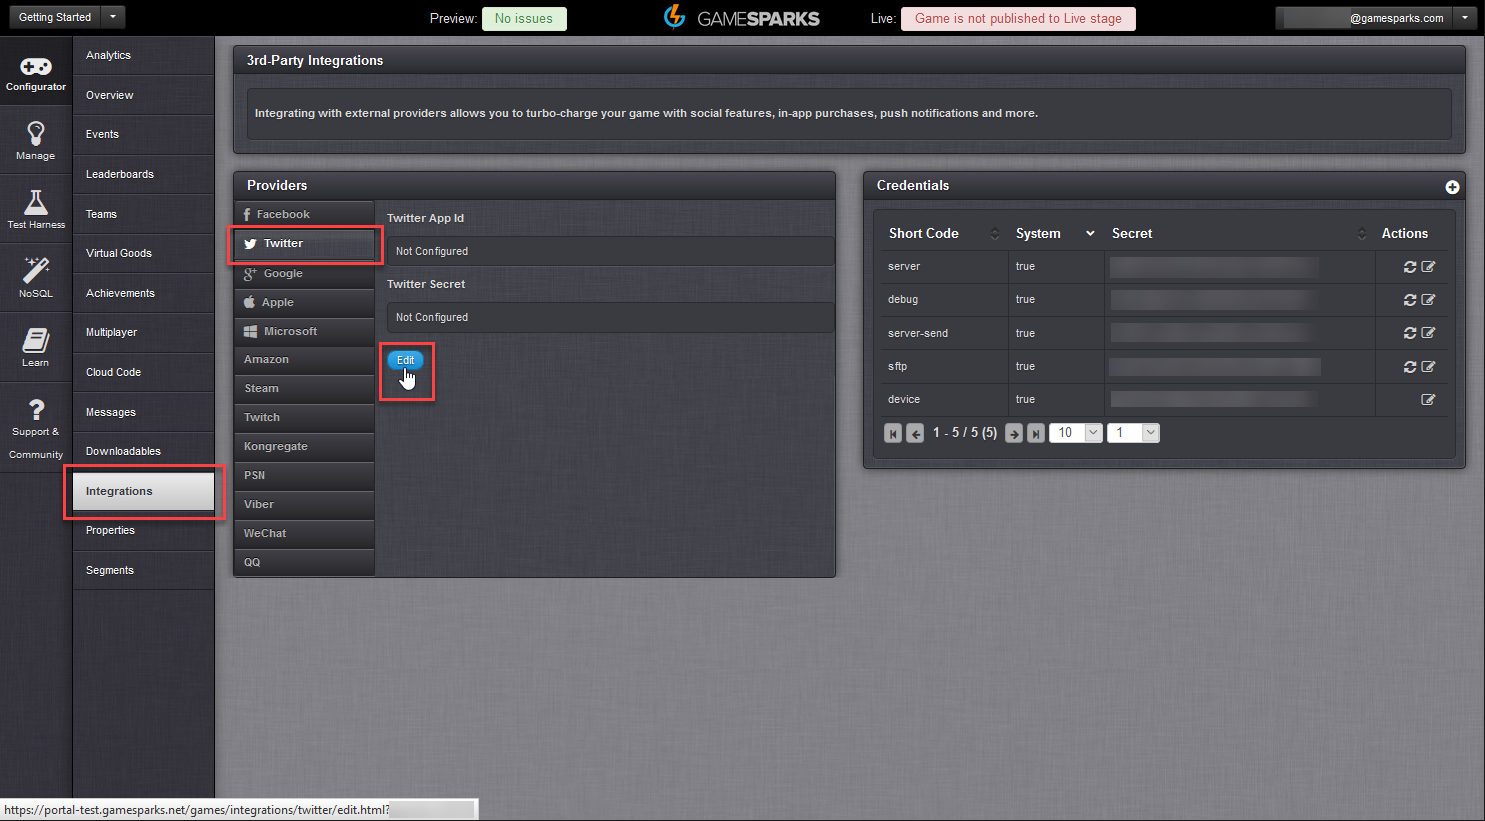 Getting Started
Preview: No issues
GAMESPARKS
Live: Game is not published to Live stage
@gamesparks.com
Configurator
Manage
Test Harness
NoSQL
Learn
Support &
Community
Analytics
Overview
Events
Leaderboards
Teams
Virtual Goods
Achievements
Multiplayer
Cloud Code
Messages
Downloadables
Integrations
Properties
Segments
3rd-Party Integrations
Integrating with external providers allows you to turbo-charge your game with social features, in-app purchases, push notifications and more.
Providers
Facebook
Twitter
Google
Apple
Microsoft
Amazon
Steam
Twitch
Kongregate
PSN
Viber
WeChat
QQ
Twitter App Id
Not Configured
Twitter Secret
Not Configured
Edit
Credentials
Short Code System Secret Actions
server true
debug true
server-send true
sftp true
device true
1 - 5 / 5 (5) 10 1
https://portal-test.gamesparks.net/games/integrations/twitter/edit.html?